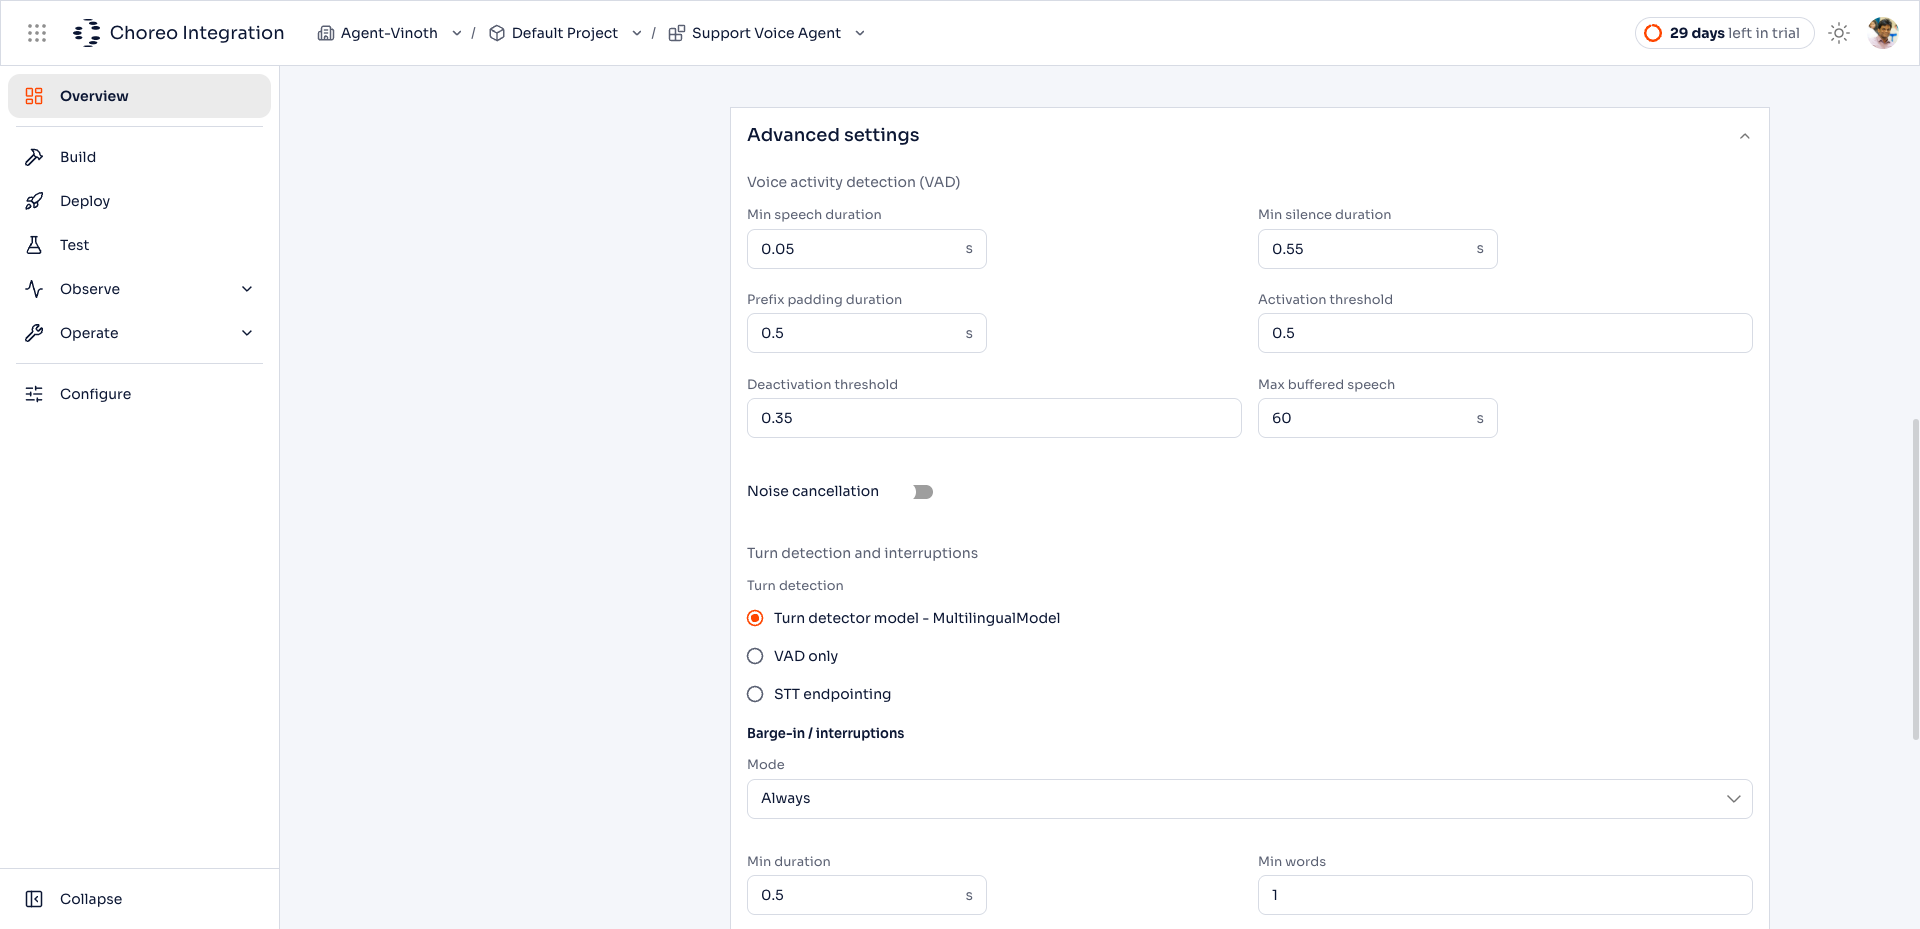 Choreo Integration
Agent-Vinoth / Default Project / Support Voice Agent
29 days left in trial
Overview
Build
Deploy
Test
Observe
Operate
Configure
Collapse
Advanced settings
Voice activity detection (VAD)
Min speech duration
0.05 s
Min silence duration
0.55 s
Prefix padding duration
0.5 s
Activation threshold
0.5
Deactivation threshold
0.35
Max buffered speech
60 s
Noise cancellation
Turn detection and interruptions
Turn detection
Turn detector model - MultilingualModel
VAD only
STT endpointing
Barge-in / interruptions
Mode
Always
Min duration
0.5 s
Min words
1